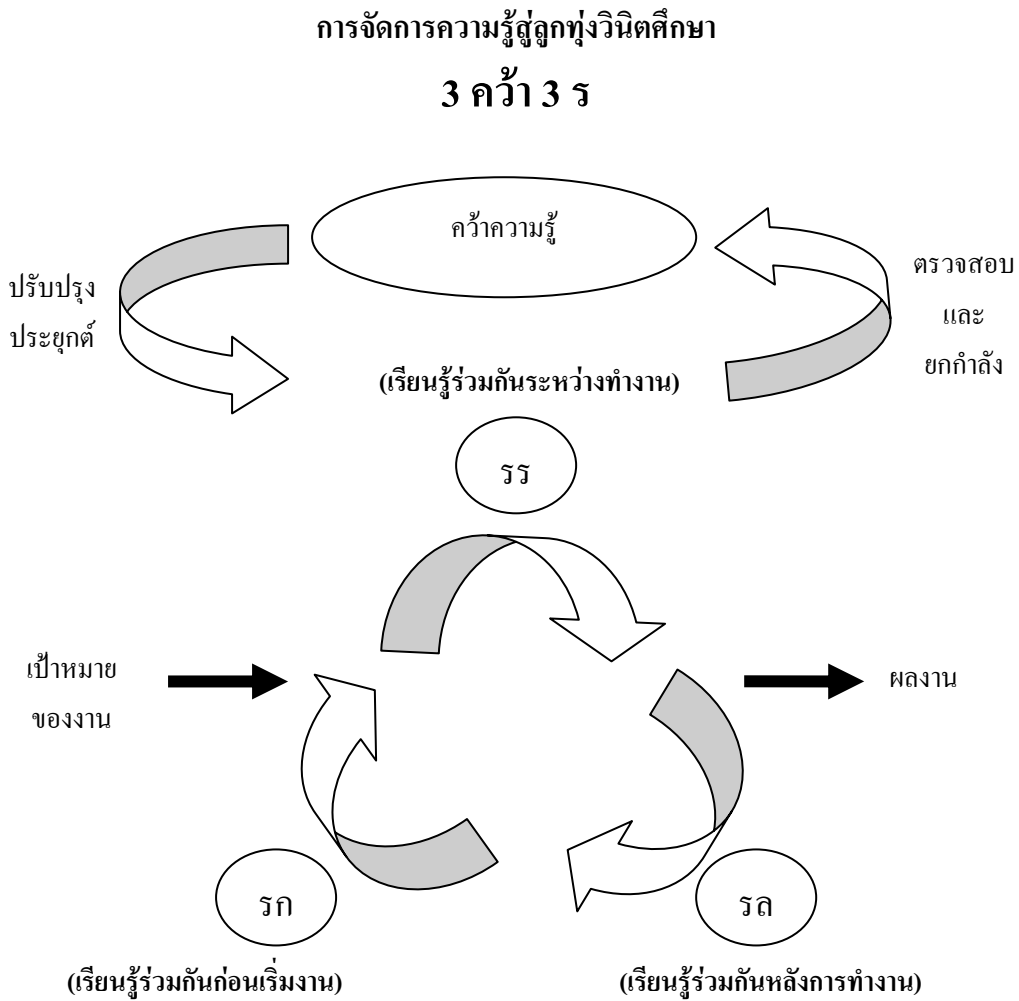 การจัดการความรู้สู่ลูกทุ่งวินิตศึกษา
3 คว้า 3 ร
คว้าความรู้
ปรับปรุง
ประยุกต์
ตรวจสอบ
และ
ยกกำลัง
(เรียนรู้ร่วมกันระหว่างทำงาน)
รร
เป้าหมาย
ของงาน
ผลงาน
รก
รล
(เรียนรู้ร่วมกันก่อนเริ่มงาน)
(เรียนรู้ร่วมกันหลังการทำงาน)